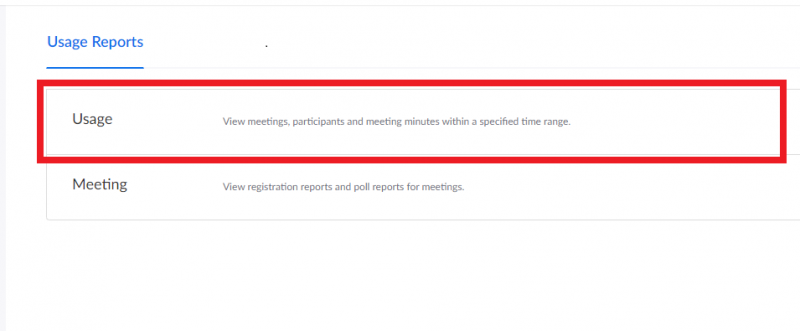 Usage Reports
.
Usage
View meetings, participants and meeting minutes within a specified time range.
Meeting
View registration reports and poll reports for meetings.